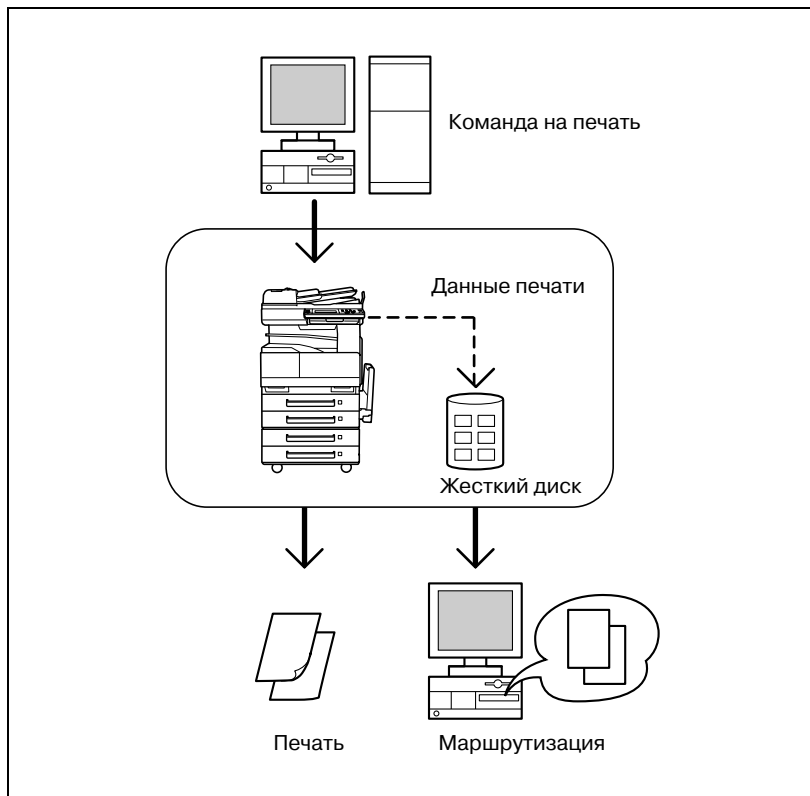 Команда на печать
Данные печати
Жесткий диск
Печать
Маршрутизация